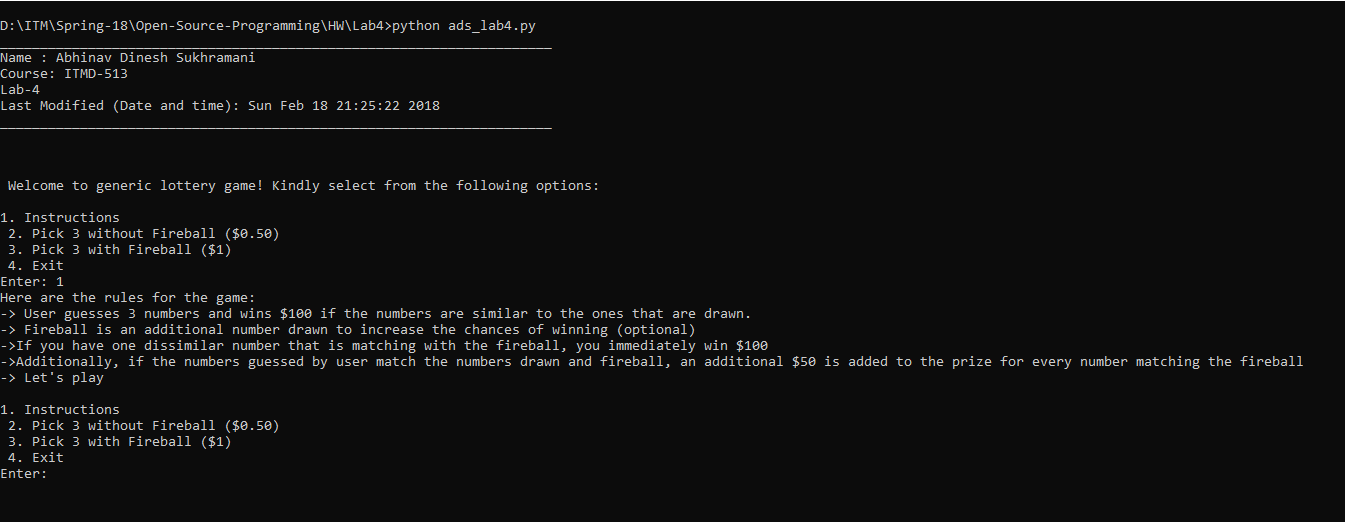 D:\ITM\Spring-18\Open-Source-Programming\HW\Lab4>python ads_lab4.py
_____________________________________________________________________
Name : Abhinav Dinesh Sukhramani
Course: ITMD-513
Lab-4
Last Modified (Date and time): Sun Feb 18 21:25:22 2018
_____________________________________________________________________
Welcome to generic lottery game! Kindly select from the following options:
1. Instructions
2. Pick 3 without Fireball ($0.50)
3. Pick 3 with Fireball ($1)
4. Exit
Enter: 1
Here are the rules for the game:
-> User guesses 3 numbers and wins $100 if the numbers are similar to the ones that are drawn.
-> Fireball is an additional number drawn to increase the chances of winning (optional)
->If you have one dissimilar number that is matching with the fireball, you immediately win $100
->Additionally, if the numbers guessed by user match the numbers drawn and fireball, an additional $50 is added to the prize for every number matching the fireball
-> Let's play
1. Instructions
2. Pick 3 without Fireball ($0.50)
3. Pick 3 with Fireball ($1)
4. Exit
Enter: